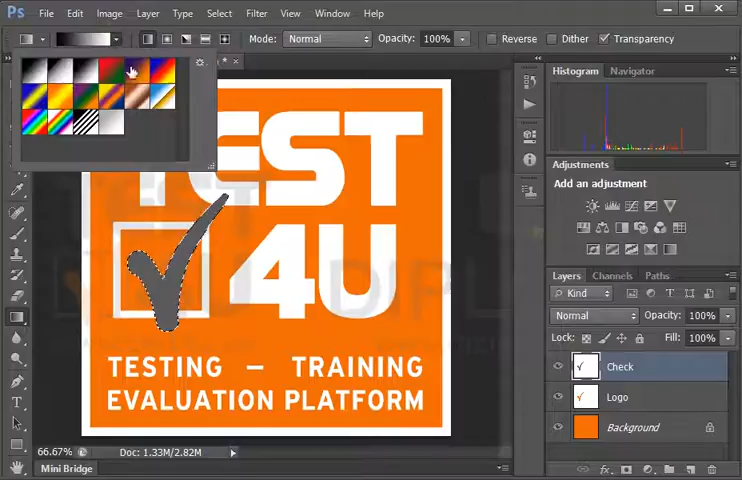 Ps File Edit Image Layer Type Select Filter View Window Help
Mode: Normal Opacity: 100% Reverse Dither Transparency
Histogram Navigator
TEST
4U
TESTING – TRAINING
EVALUATION PLATFORM
Adjustments
Add an adjustment
Layers Channels Paths
Kind
Normal Opacity: 100%
Lock: Fill: 100%
Check
Logo
Background
fx
66.67% Doc: 1.33M/2.82M
Mini Bridge